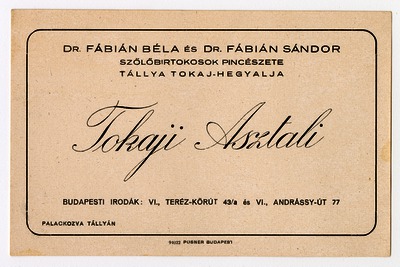 DR. FÁBIÁN BÉLA ÉS DR. FÁBIÁN SÁNDOR
SZŐLŐBIRTOKOSOK PINCÉSZETE
TÁLLYA TOKAJ-HEGYALJA
Tokaji Asztali
BUDAPESTI IRODÁK: VI., TERÉZ-KÖRÚT 43/a és VI., ANDRÁSSY-ÚT 77
PALACKOZVA TÁLLYÁN
BUDAPEST